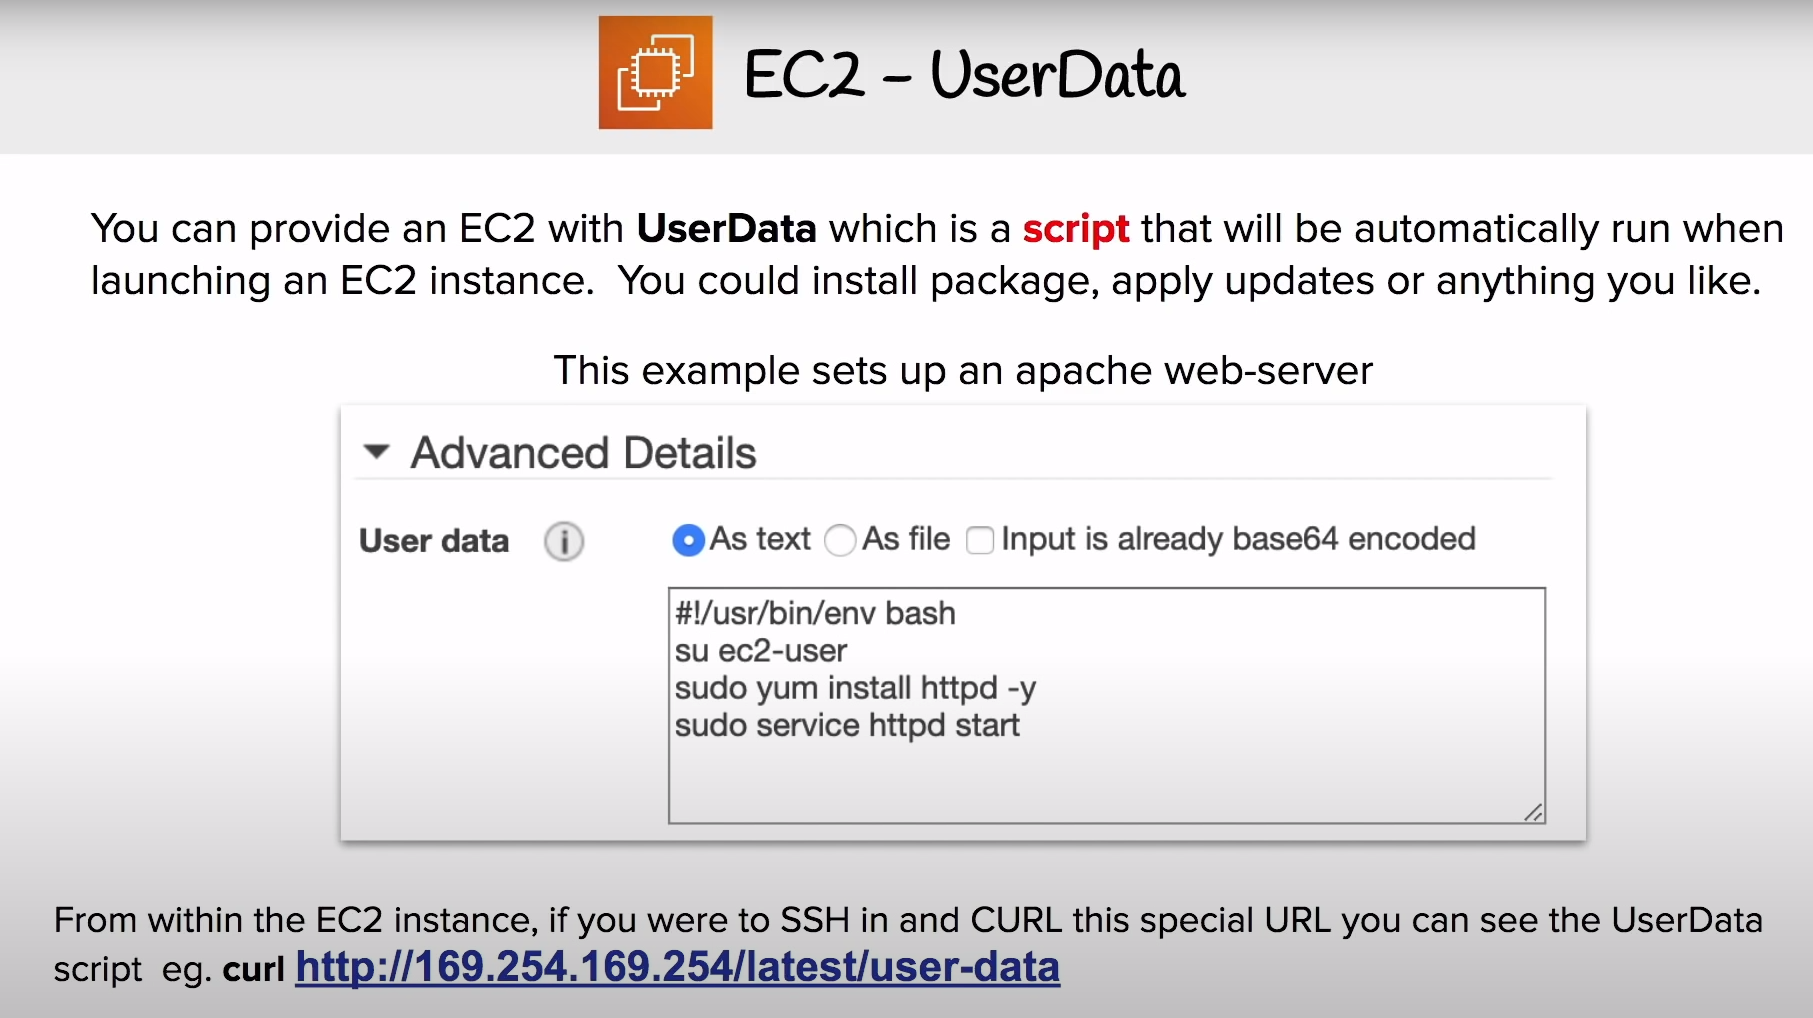 EC2 – UserData
You can provide an EC2 with UserData which is a script that will be automatically run when
launching an EC2 instance.  You could install package, apply updates or anything you like.
This example sets up an apache web-server
Advanced Details
User data i As text As file Input is already base64 encoded
#!/usr/bin/env bash
su ec2-user
sudo yum install httpd -y
sudo service httpd start
From within the EC2 instance, if you were to SSH in and CURL this special URL you can see the UserData
script  eg. curl http://169.254.169.254/latest/user-data